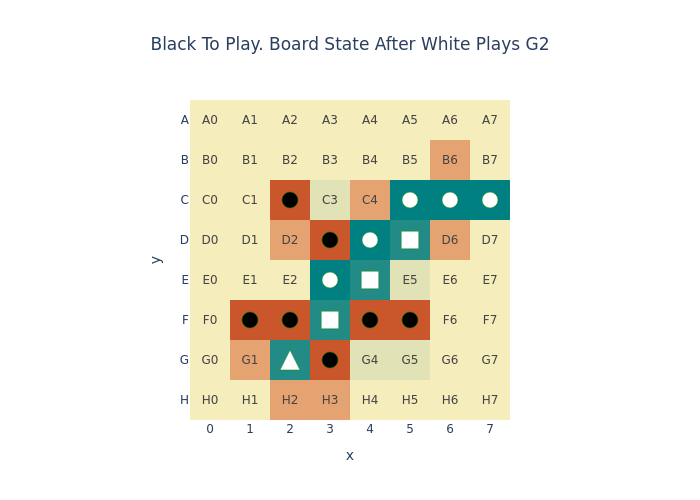 Black To Play. Board State After White Plays G2
A A0 A1 A2 A3 A4 A5 A6 A7
B B0 B1 B2 B3 B4 B5 B6 B7
C C0 C1 C3 C4
D D0 D1 D2 D6 D7
y
E E0 E1 E2 E5 E6 E7
F F0 F6 F7
G G0 G1 G4 G5 G6 G7
H H0 H1 H2 H3 H4 H5 H6 H7
0 1 2 3 4 5 6 7
x